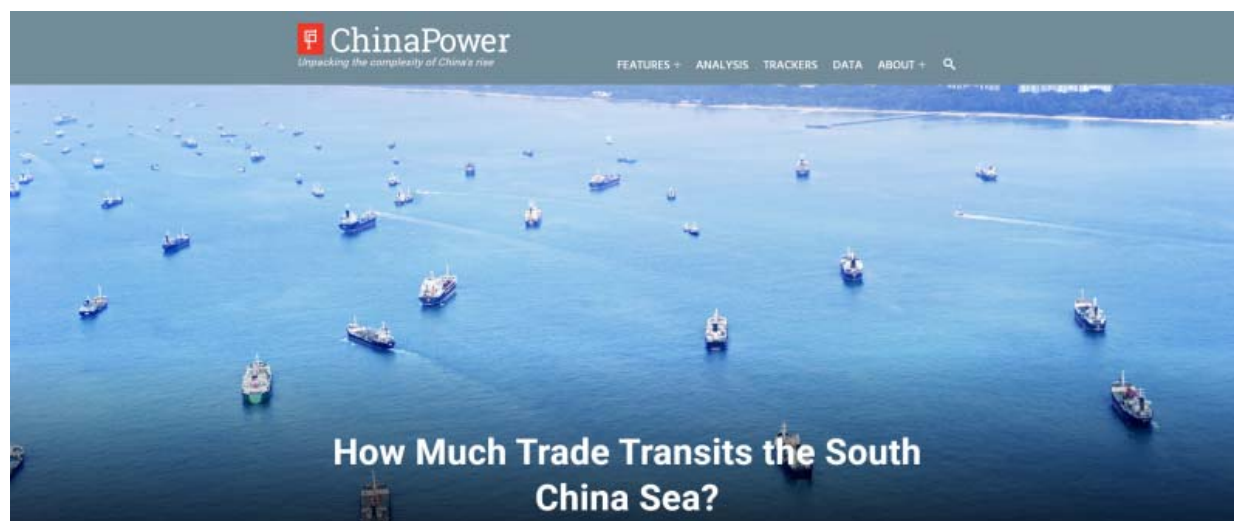 ChinaPower
Unpacking the complexity of China's rise
FEATURES + ANALYSIS TRACKERS DATA ABOUT +
How Much Trade Transits the South
China Sea?